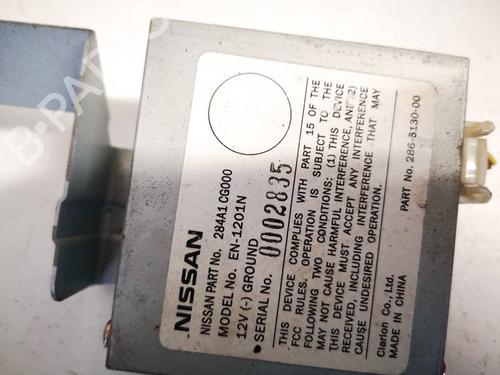 NISSAN
NISSAN PART No. 284A1CG000
MODEL No. EN-1201N
12V (-) GROUND
SERIAL No. 0002835
THIS DEVICE COMPLIES WITH PART 15 OF THE
FCC RULES. OPERATION IS SUBJECT TO THE
FOLLOWING TWO CONDITIONS: (1) THIS DEVICE
MAY NOT CAUSE HARMFUL INTERFERENCE, AND (2)
THIS DEVICE MUST ACCEPT ANY INTERFERENCE
RECEIVED, INCLUDING INTERFERENCE THAT MAY
CAUSE UNDESIRED OPERATION.
Clarion Co., Ltd.
MADE IN CHINA
PART No. 286-8130-00
B-PARTS